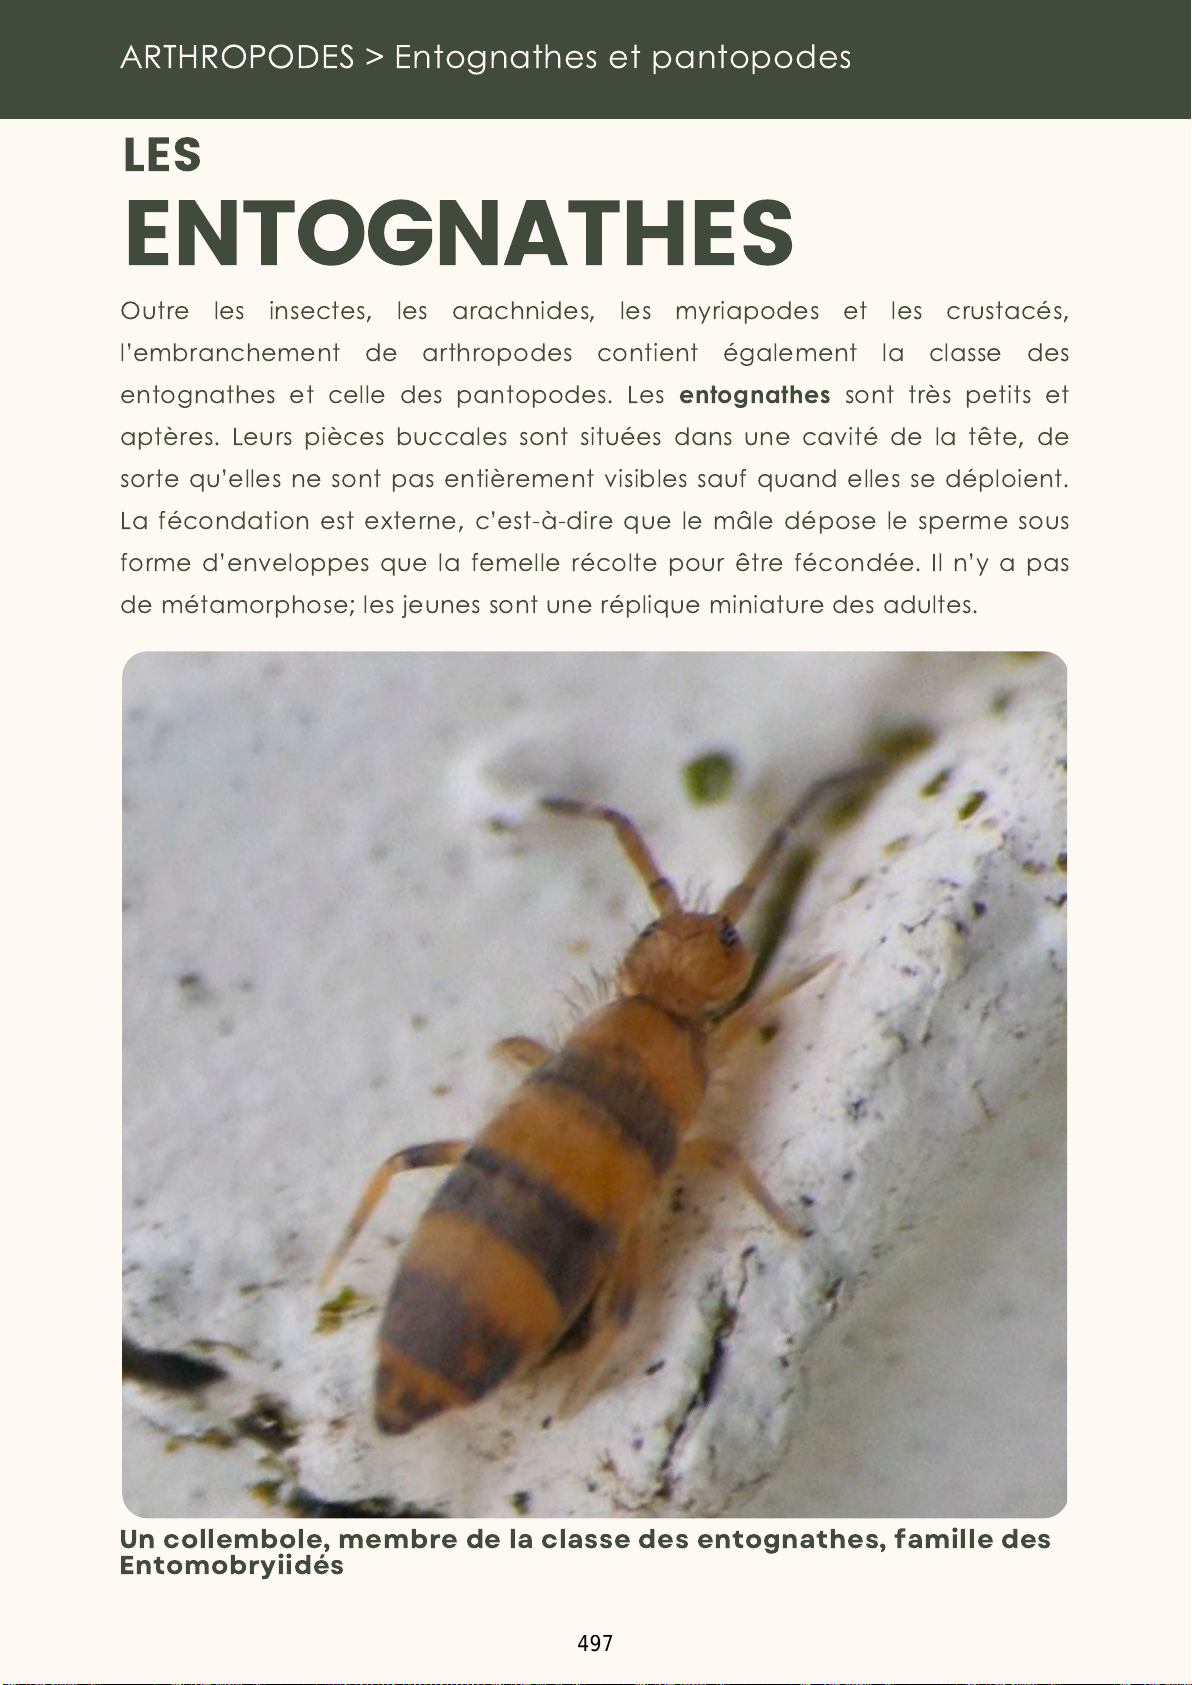 ARTHROPODES > Entognathes et pantopodes
LES
ENTOGNATHES
Outre les insectes, les arachnides, les myriapodes et les crustacés,
l'embranchement de arthropodes contient également la classe des
entognathes et celle des pantopodes. Les entognathes sont très petits et
aptères. Leurs pièces buccales sont situées dans une cavité de la tête, de
sorte qu'elles ne sont pas entièrement visibles sauf quand elles se déploient.
La fécondation est externe, c'est-à-dire que le mâle dépose le sperme sous
forme d'enveloppes que la femelle récolte pour être fécondée. Il n'y a pas
de métamorphose; les jeunes sont une réplique miniature des adultes.
Un collembole, membre de la classe des entognathes, famille des
Entomobryiidés
497